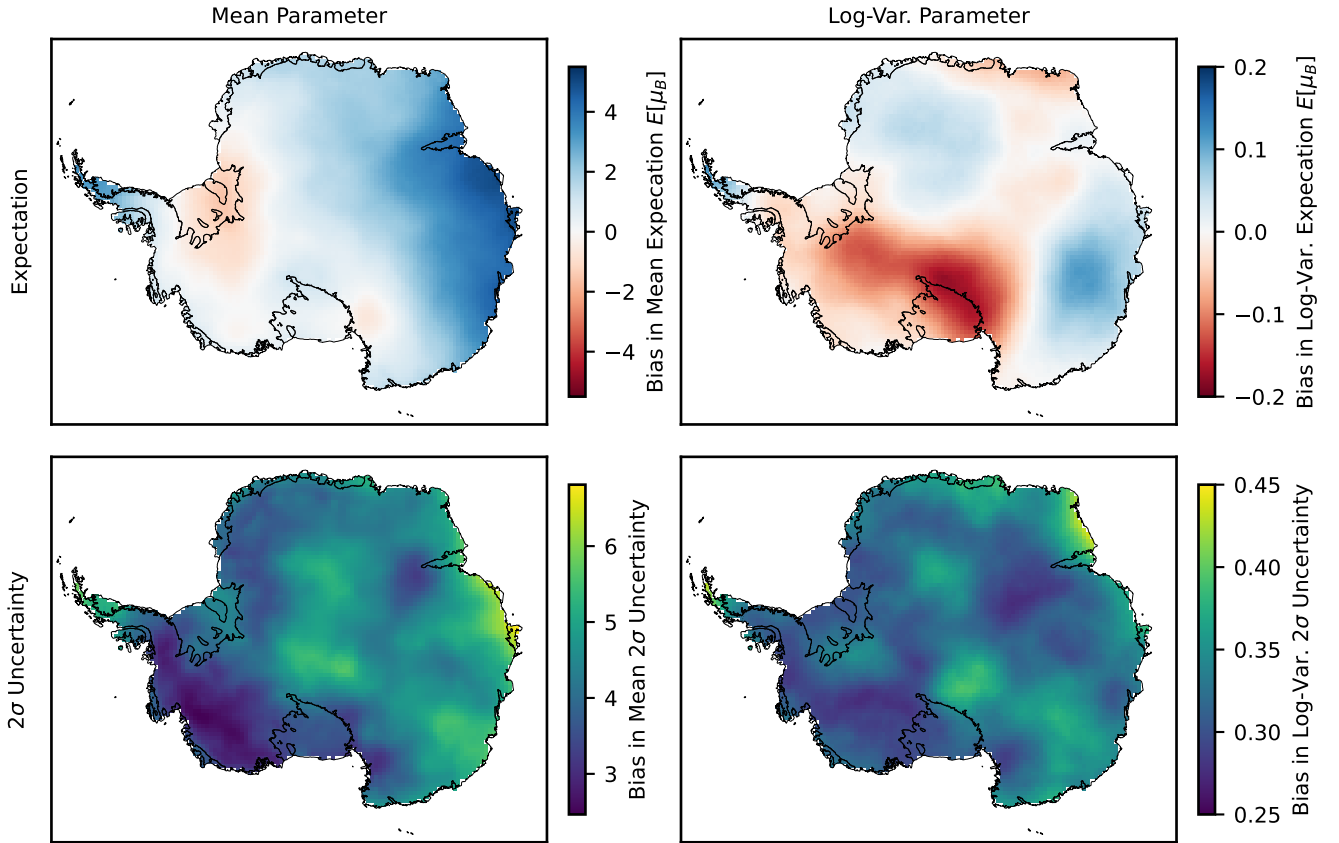 Mean Parameter
Log-Var. Parameter
Expectation
4
2
0
−2
−4
Bias in Mean Expecation E[μ_B]
0.2
0.1
0.0
−0.1
−0.2
Bias in Log-Var. Expecation E[μ_B]
2σ Uncertainty
6
5
4
3
Bias in Mean 2σ Uncertainty
0.45
0.40
0.35
0.30
0.25
Bias in Log-Var. 2σ Uncertainty